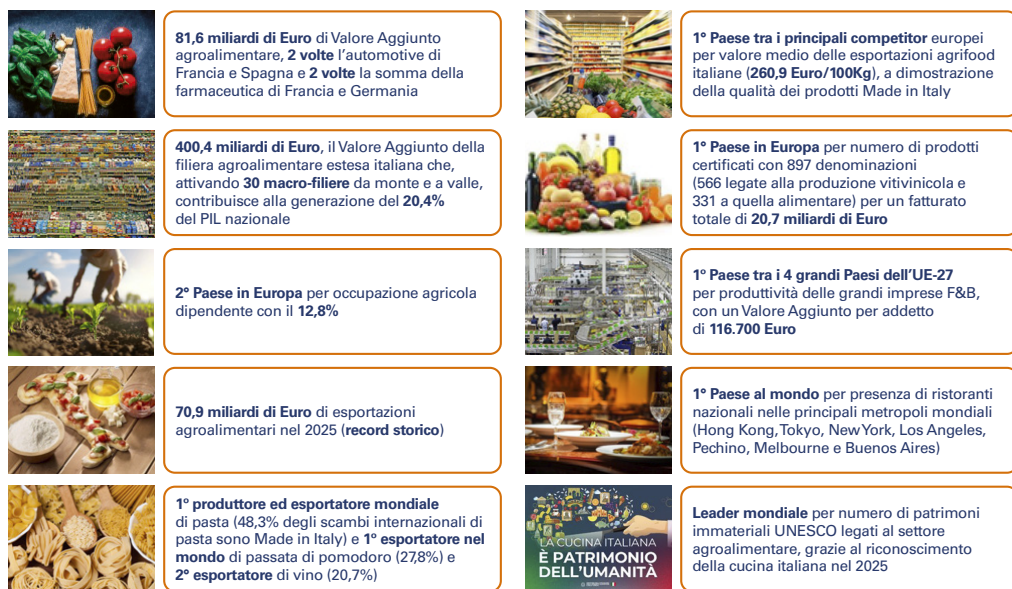 81,6 miliardi di Euro di Valore Aggiunto
agroalimentare, 2 volte l'automotive di
Francia e Spagna e 2 volte la somma della
farmaceutica di Francia e Germania
400,4 miliardi di Euro, il Valore Aggiunto della
filiera agroalimentare estesa italiana che,
attivando 30 macro-filiere da monte e a valle,
contribuisce alla generazione del 20,4%
del PIL nazionale
2° Paese in Europa per occupazione agricola
dipendente con il 12,8%
70,9 miliardi di Euro di esportazioni
agroalimentari nel 2025 (record storico)
1° produttore ed esportatore mondiale
di pasta (48,3% degli scambi internazionali di
pasta sono Made in Italy) e 1° esportatore nel
mondo di passata di pomodoro (27,8%) e
2° esportatore di vino (20,7%)
1° Paese tra i principali competitor europei
per valore medio delle esportazioni agrifood
italiane (260,9 Euro/100Kg), a dimostrazione
della qualità dei prodotti Made in Italy
1° Paese in Europa per numero di prodotti
certificati con 897 denominazioni
(566 legate alla produzione vitivinicola e
331 a quella alimentare) per un fatturato
totale di 20,7 miliardi di Euro
1° Paese tra i 4 grandi Paesi dell'UE-27
per produttività delle grandi imprese F&B,
con un Valore Aggiunto per addetto
di 116.700 Euro
1° Paese al mondo per presenza di ristoranti
nazionali nelle principali metropoli mondiali
(Hong Kong, Tokyo, New York, Los Angeles,
Pechino, Melbourne e Buenos Aires)
LA CUCINA ITALIANA
È PATRIMONIO
DELL'UMANITÀ
Leader mondiale per numero di patrimoni
immateriali UNESCO legati al settore
agroalimentare, grazie al riconoscimento
della cucina italiana nel 2025